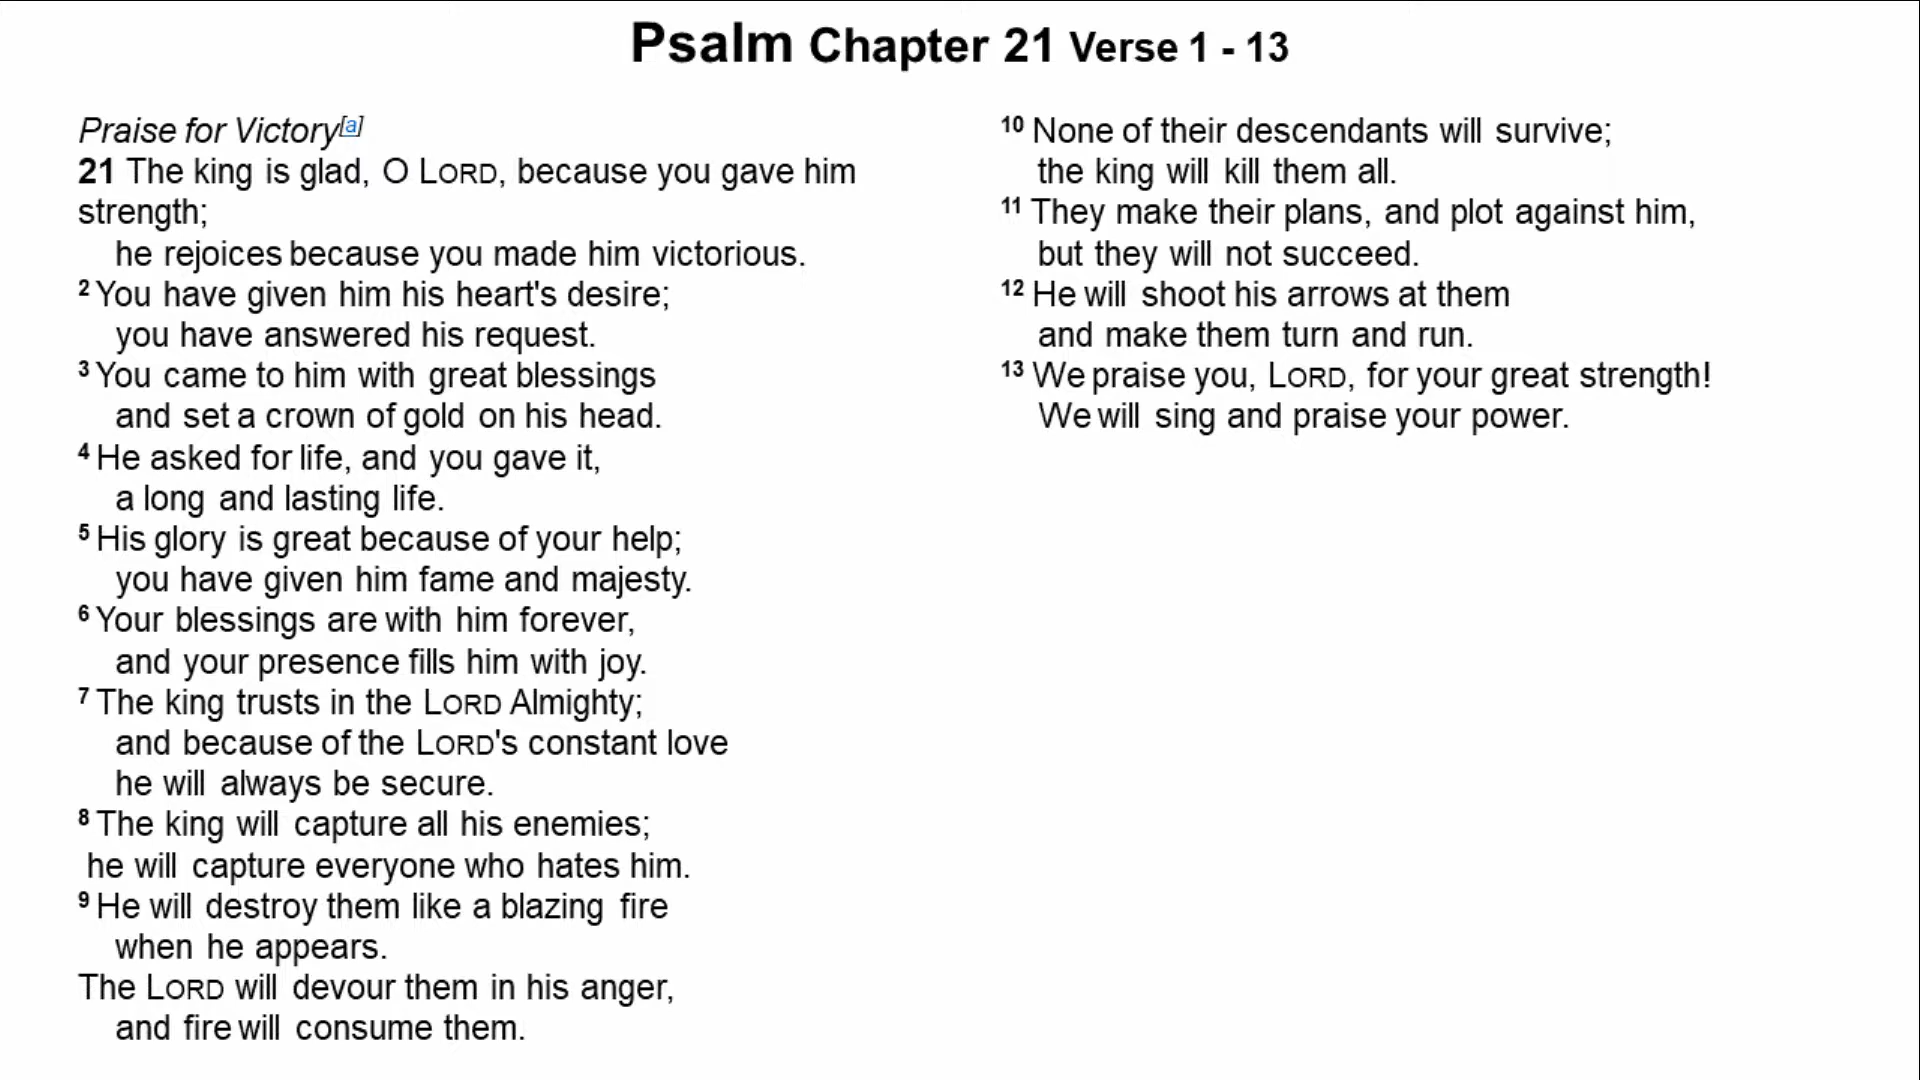 Psalm Chapter 21 Verse 1 - 13
Praise for Victory[a]
21 The king is glad, O LORD, because you gave him
strength;
he rejoices because you made him victorious.
2 You have given him his heart's desire;
you have answered his request.
3 You came to him with great blessings
and set a crown of gold on his head.
4 He asked for life, and you gave it,
a long and lasting life.
5 His glory is great because of your help;
you have given him fame and majesty.
6 Your blessings are with him forever,
and your presence fills him with joy.
7 The king trusts in the LORD Almighty;
and because of the LORD's constant love
he will always be secure.
8 The king will capture all his enemies;
he will capture everyone who hates him.
9 He will destroy them like a blazing fire
when he appears.
The LORD will devour them in his anger,
and fire will consume them.
10 None of their descendants will survive;
the king will kill them all.
11 They make their plans, and plot against him,
but they will not succeed.
12 He will shoot his arrows at them
and make them turn and run.
13 We praise you, LORD, for your great strength!
We will sing and praise your power.